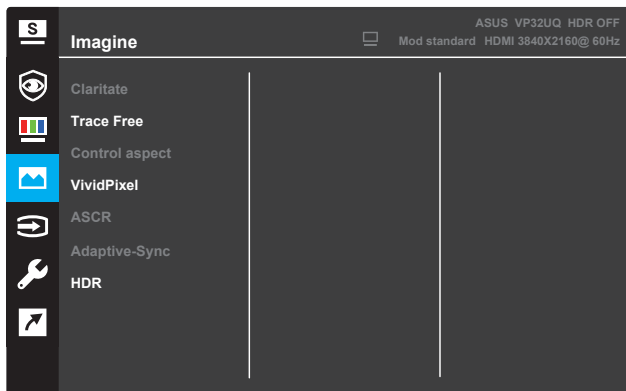 S
ASUS VP32UQ HDR OFF
Imagine
Mod standard HDMI 3840X2160@ 60Hz
Claritate
Trace Free
Control aspect
VividPixel
ASCR
Adaptive-Sync
HDR